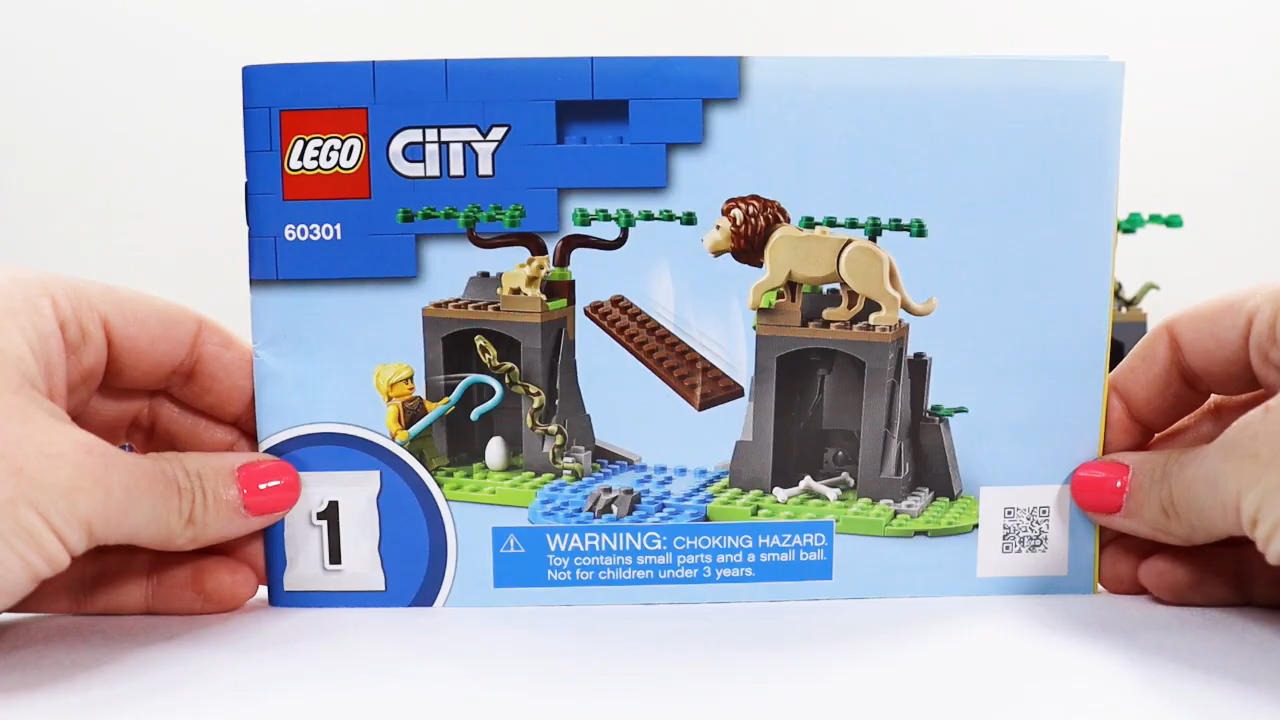 LEGO CITY
60301
1
WARNING: CHOKING HAZARD.
Toy contains small parts and a small ball.
Not for children under 3 years.